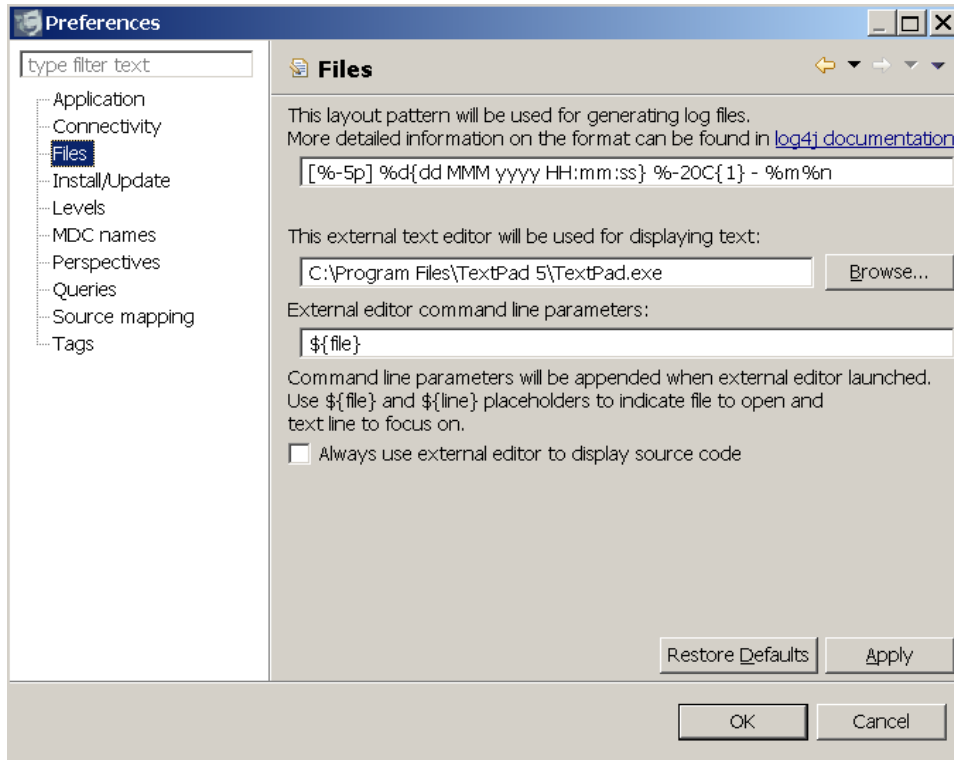 Preferences
type filter text
Application
Connectivity
Files
Install/Update
Levels
MDC names
Perspectives
Queries
Source mapping
Tags
Files
This layout pattern will be used for generating log files.
More detailed information on the format can be found in log4j documentation
[%-5p] %d{dd MMM yyyy HH:mm:ss} %-20C{1} - %m%n
This external text editor will be used for displaying text:
C:\Program Files\TextPad 5\TextPad.exe
Browse...
External editor command line parameters:
${file}
Command line parameters will be appended when external editor launched.
Use ${file} and ${line} placeholders to indicate file to open and
text line to focus on.
Always use external editor to display source code
Restore Defaults
Apply
OK
Cancel